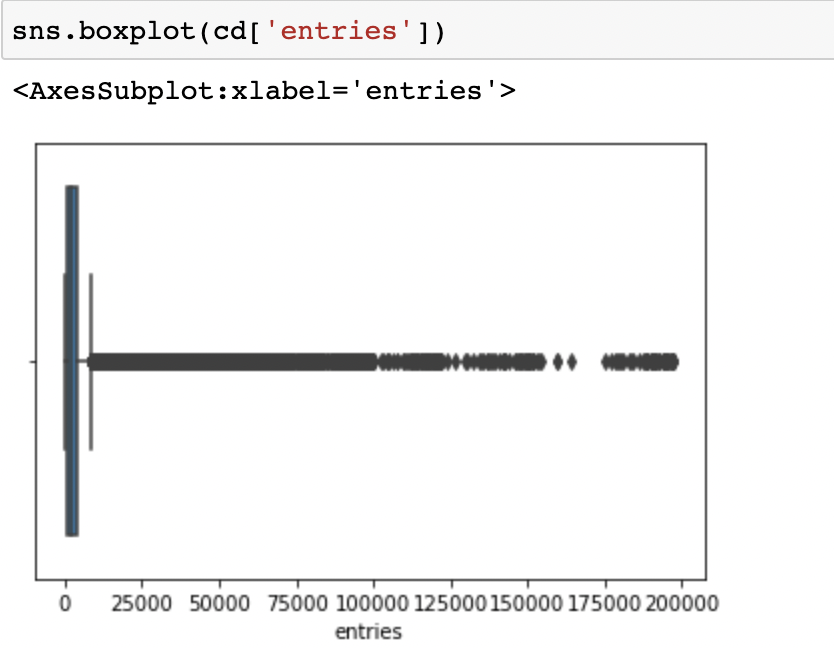 sns.boxplot(cd['entries'])
<AxesSubplot:xlabel='entries'>
0 25000 50000 75000 100000 125000 150000 175000 200000
entries